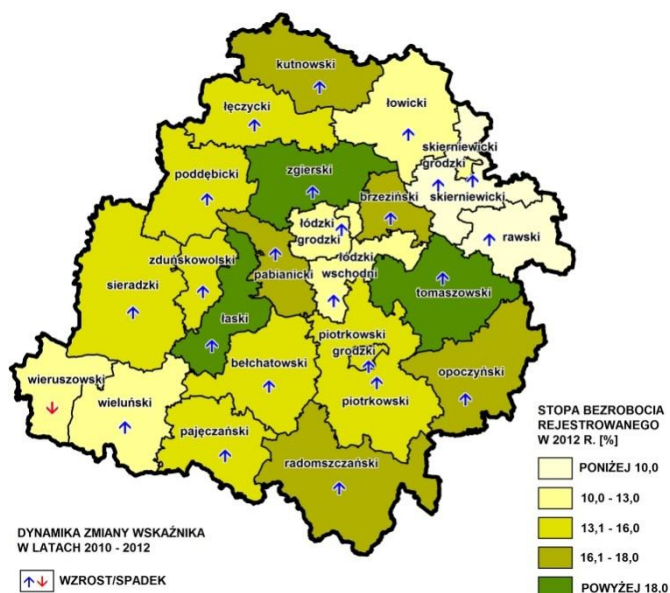 kutnowski
łęczycki
łowicki
skierniewicki
grodzki
poddębicki
zgierski
brzeziński
skierniewicki
łódzki
grodzki
rawski
zduńskowolski
pabianicki
łódzki
wschodni
sieradzki
tomaszowski
łaski
piotrkowski
grodzki
bełchatowski
opoczyński
wieruszowski
wieluński
piotrkowski
pajęczański
radomszczański
STOPA BEZROBOCIA
REJESTROWANEGO
W 2012 R. [%]
PONIŻEJ 10,0
10,0 - 13,0
13,1 - 16,0
16,1 - 18,0
POWYŻEJ 18,0
DYNAMIKA ZMIANY WSKAŹNIKA
W LATACH 2010 - 2012
WZROST/SPADEK